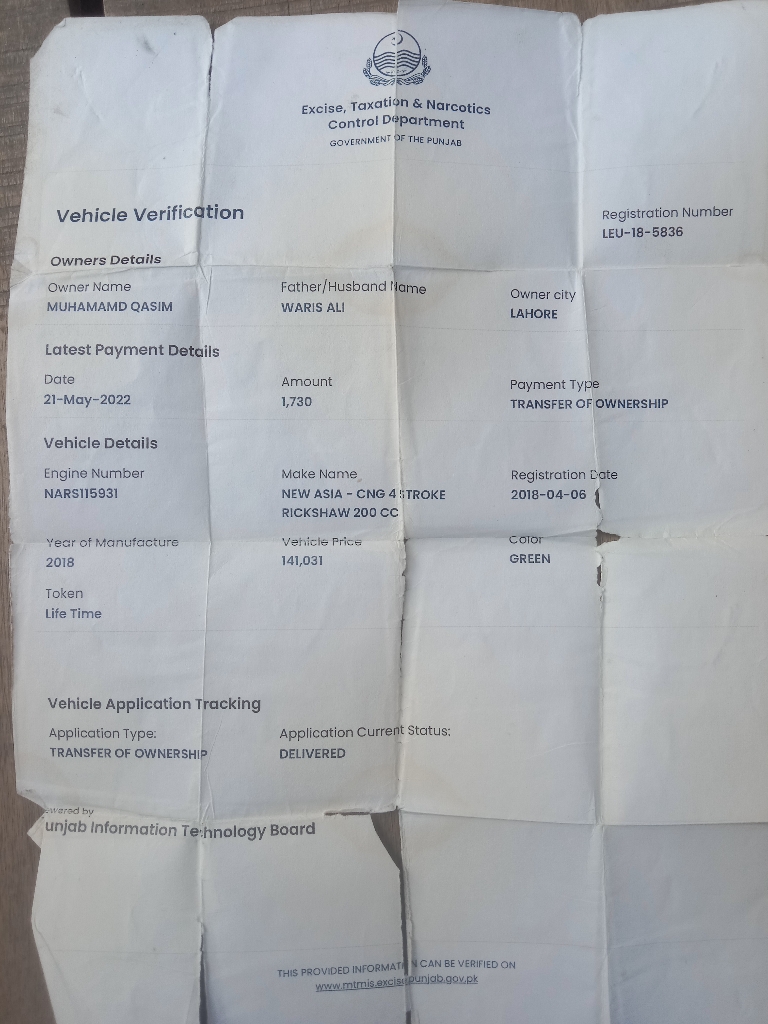 Excise, Taxation & Narcotics
Control Department
GOVERNMENT OF THE PUNJAB
Vehicle Verification
Registration Number
LEU-18-5836
Owners Details
Owner Name
MUHAMAMD QASIM
Father/Husband Name
WARIS ALI
Owner city
LAHORE
Latest Payment Details
Date
21-May-2022
Amount
1,730
Payment Type
TRANSFER OF OWNERSHIP
Vehicle Details
Engine Number
NARS115931
Make Name
NEW ASIA - CNG 4 STROKE
RICKSHAW 200 CC
Registration Date
2018-04-06
Year of Manufacture
2018
Vehicle Price
141,031
Color
GREEN
Token
Life Time
Vehicle Application Tracking
Application Type:
TRANSFER OF OWNERSHIP
Application Current Status:
DELIVERED
owered by
unjab Information Technology Board
THIS PROVIDED INFORMATION CAN BE VERIFIED ON
www.mtmis.excise.punjab.gov.pk